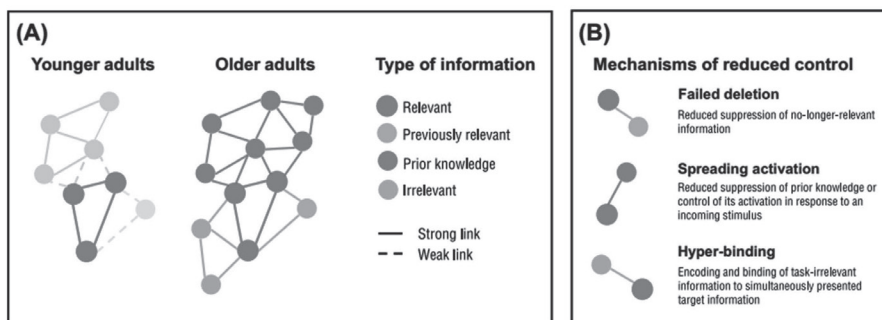 (A)
Younger adults
Older adults
Type of information
Relevant
Previously relevant
Prior knowledge
Irrelevant
Strong link
Weak link
(B)
Mechanisms of reduced control
Failed deletion
Reduced suppression of no-longer-relevant
information
Spreading activation
Reduced suppression of prior knowledge or
control of its activation in response to an
incoming stimulus
Hyper-binding
Encoding and binding of task-irrelevant
information to simultaneously presented
target information